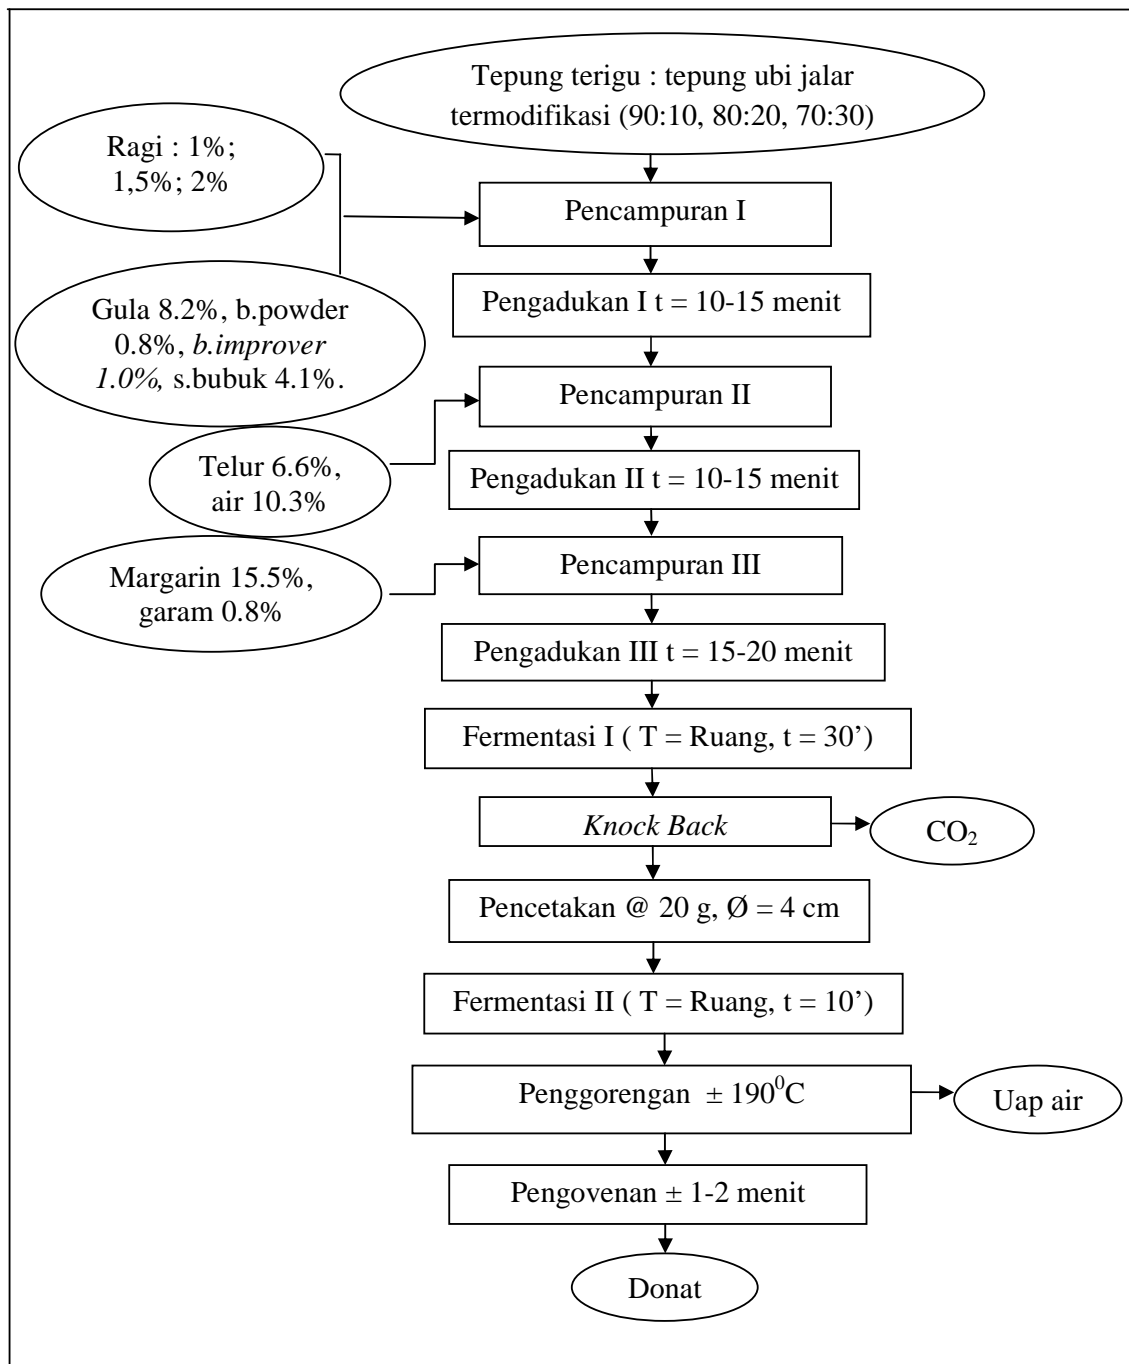 Tepung terigu : tepung ubi jalar
termodifikasi (90:10, 80:20, 70:30)
Ragi : 1%;
1,5%; 2%
Pencampuran I
Gula 8.2%, b.powder
0.8%, b.improver
1.0%, s.bubuk 4.1%.
Pengadukan I t = 10-15 menit
Pencampuran II
Telur 6.6%,
air 10.3%
Pengadukan II t = 10-15 menit
Pencampuran III
Margarin 15.5%,
garam 0.8%
Pengadukan III t = 15-20 menit
Fermentasi I ( T = Ruang, t = 30’)
Knock Back
CO₂
Pencetakan @ 20 g, Ø = 4 cm
Fermentasi II ( T = Ruang, t = 10’)
Penggorengan ± 190⁰C
Uap air
Pengovenan ± 1-2 menit
Donat